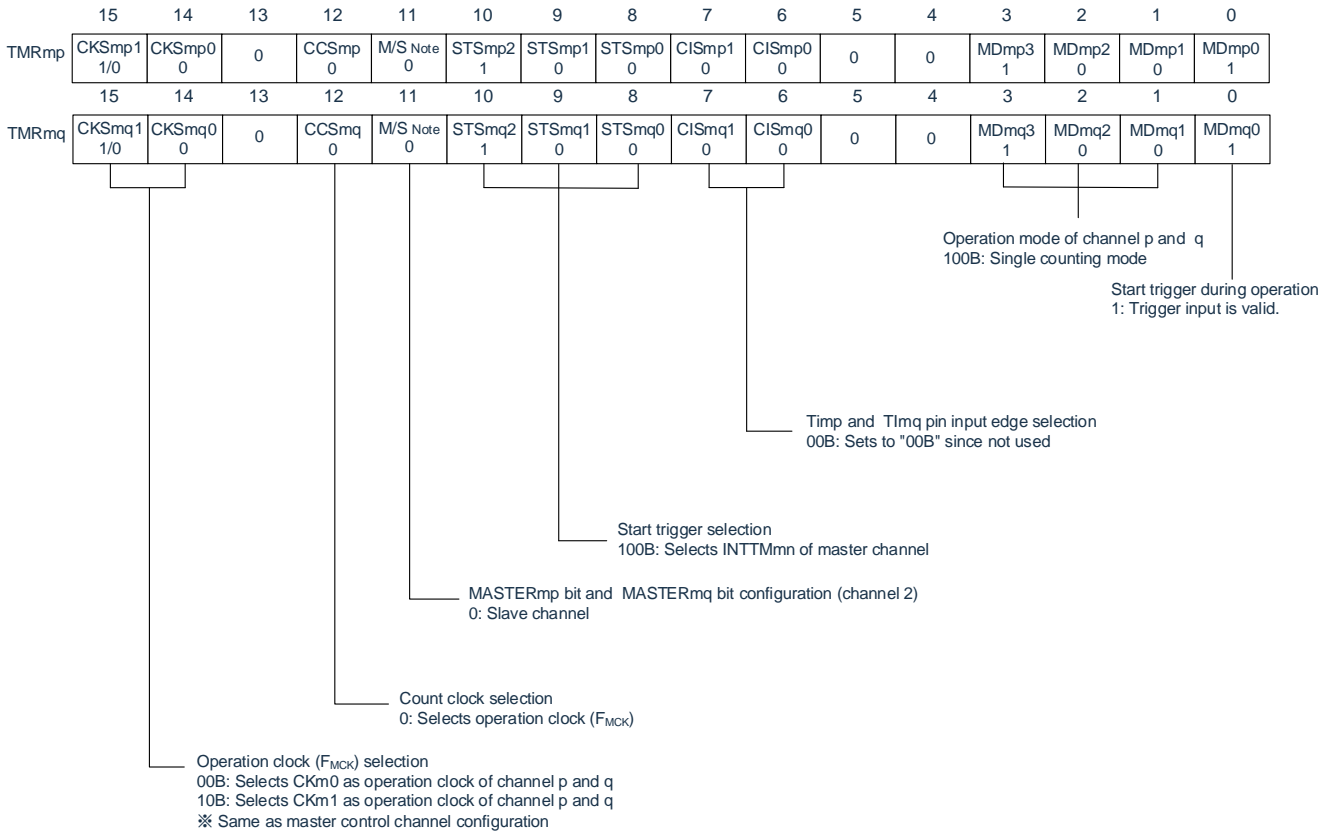 15 14 13 12 11 10 9 8 7 6 5 4 3 2 1 0
TMRmp CKSmp1 CKSmp0 0 CCSmp M/S Note STSmp2 STSmp1 STSmp0 CISmp1 CISmp0 0 0 MDmp3 MDmp2 MDmp1 MDmp0
1/0 0 0 0 1 0 0 0 0 1 0 0 1
15 14 13 12 11 10 9 8 7 6 5 4 3 2 1 0
TMRmq CKSmq1 CKSmq0 0 CCSmq M/S Note STSmq2 STSmq1 STSmq0 CISmq1 CISmq0 0 0 MDmq3 MDmq2 MDmq1 MDmq0
1/0 0 0 0 1 0 0 0 0 1 0 0 1
Operation mode of channel p and q
100B: Single counting mode
Start trigger during operation
1: Trigger input is valid.
Timp and TImq pin input edge selection
00B: Sets to "00B" since not used
Start trigger selection
100B: Selects INTTMmn of master channel
MASTERmp bit and MASTERmq bit configuration (channel 2)
0: Slave channel
Count clock selection
0: Selects operation clock (FMCK)
Operation clock (FMCK) selection
00B: Selects CKm0 as operation clock of channel p and q
10B: Selects CKm1 as operation clock of channel p and q
※ Same as master control channel configuration